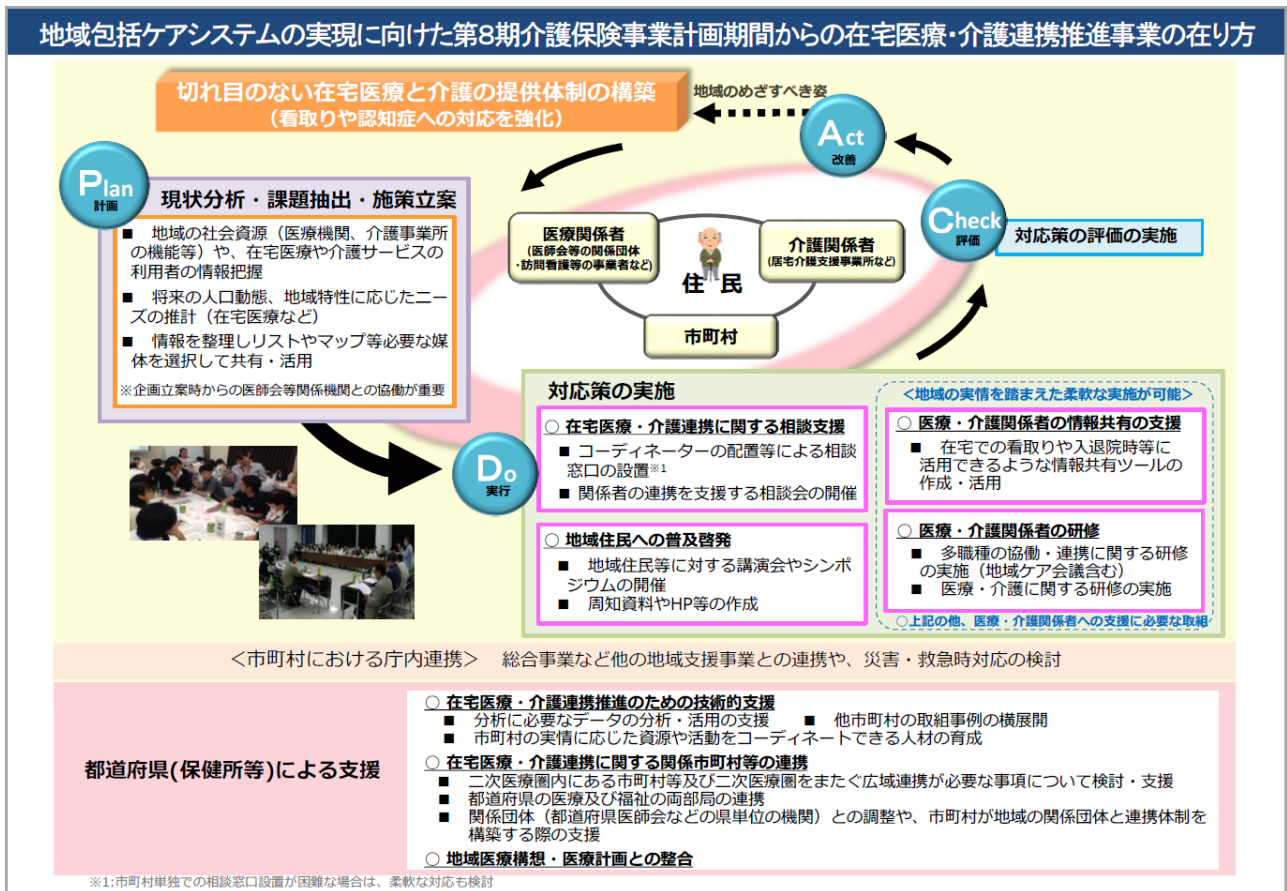 地域包括ケアシステムの実現に向けた第8期介護保険事業計画期間からの在宅医療・介護連携推進事業の在り方
切れ目のない在宅医療と介護の提供体制の構築
（看取りや認知症への対応を強化）
地域のめざすべき姿
Act
改善
Plan
計画
現状分析・課題抽出・施策立案
■ 地域の社会資源（医療機関、介護事業所
の機能等）や、在宅医療や介護サービスの
利用者の情報把握
■ 将来の人口動態、地域特性に応じたニー
ズの推計（在宅医療など）
■ 情報を整理しリストやマップ等必要な媒
体を選択して共有・活用
※企画立案時からの医師会等関係機関との協働が重要
医療関係者
(医師会等の関係団体
・訪問看護等の事業者など)
介護関係者
(居宅介護支援事業所など)
住民
市町村
Check
評価
対応策の評価の実施
Do
実行
対応策の実施
○ 在宅医療・介護連携に関する相談支援
■ コーディネーターの配置等による相談
窓口の設置※1
■ 関係者の連携を支援する相談会の開催
○ 地域住民への普及啓発
■ 地域住民等に対する講演会やシンポ
ジウムの開催
■ 周知資料やHP等の作成
＜地域の実情を踏まえた柔軟な実施が可能＞
○ 医療・介護関係者の情報共有の支援
■ 在宅での看取りや入退院時等に
活用できるような情報共有ツールの
作成・活用
○ 医療・介護関係者の研修
■ 多職種の協働・連携に関する研修
の実施（地域ケア会議含む）
■ 医療・介護に関する研修の実施
○上記の他、医療・介護関係者への支援に必要な取組
＜市町村における庁内連携＞ 総合事業など他の地域支援事業との連携や、災害・救急時対応の検討
都道府県(保健所等)による支援
○ 在宅医療・介護連携推進のための技術的支援
■ 分析に必要なデータの分析・活用の支援 ■ 他市町村の取組事例の横展開
■ 市町村の実情に応じた資源や活動をコーディネートできる人材の育成
○ 在宅医療・介護連携に関する関係市町村等の連携
■ 二次医療圏内にある市町村等及び二次医療圏をまたぐ広域連携が必要な事項について検討・支援
■ 都道府県の医療及び福祉の両部局の連携
■ 関係団体（都道府県医師会などの県単位の機関）との調整や、市町村が地域の関係団体と連携体制を
構築する際の支援
○ 地域医療構想・医療計画との整合
※1:市町村単独での相談窓口設置が困難な場合は、柔軟な対応も検討